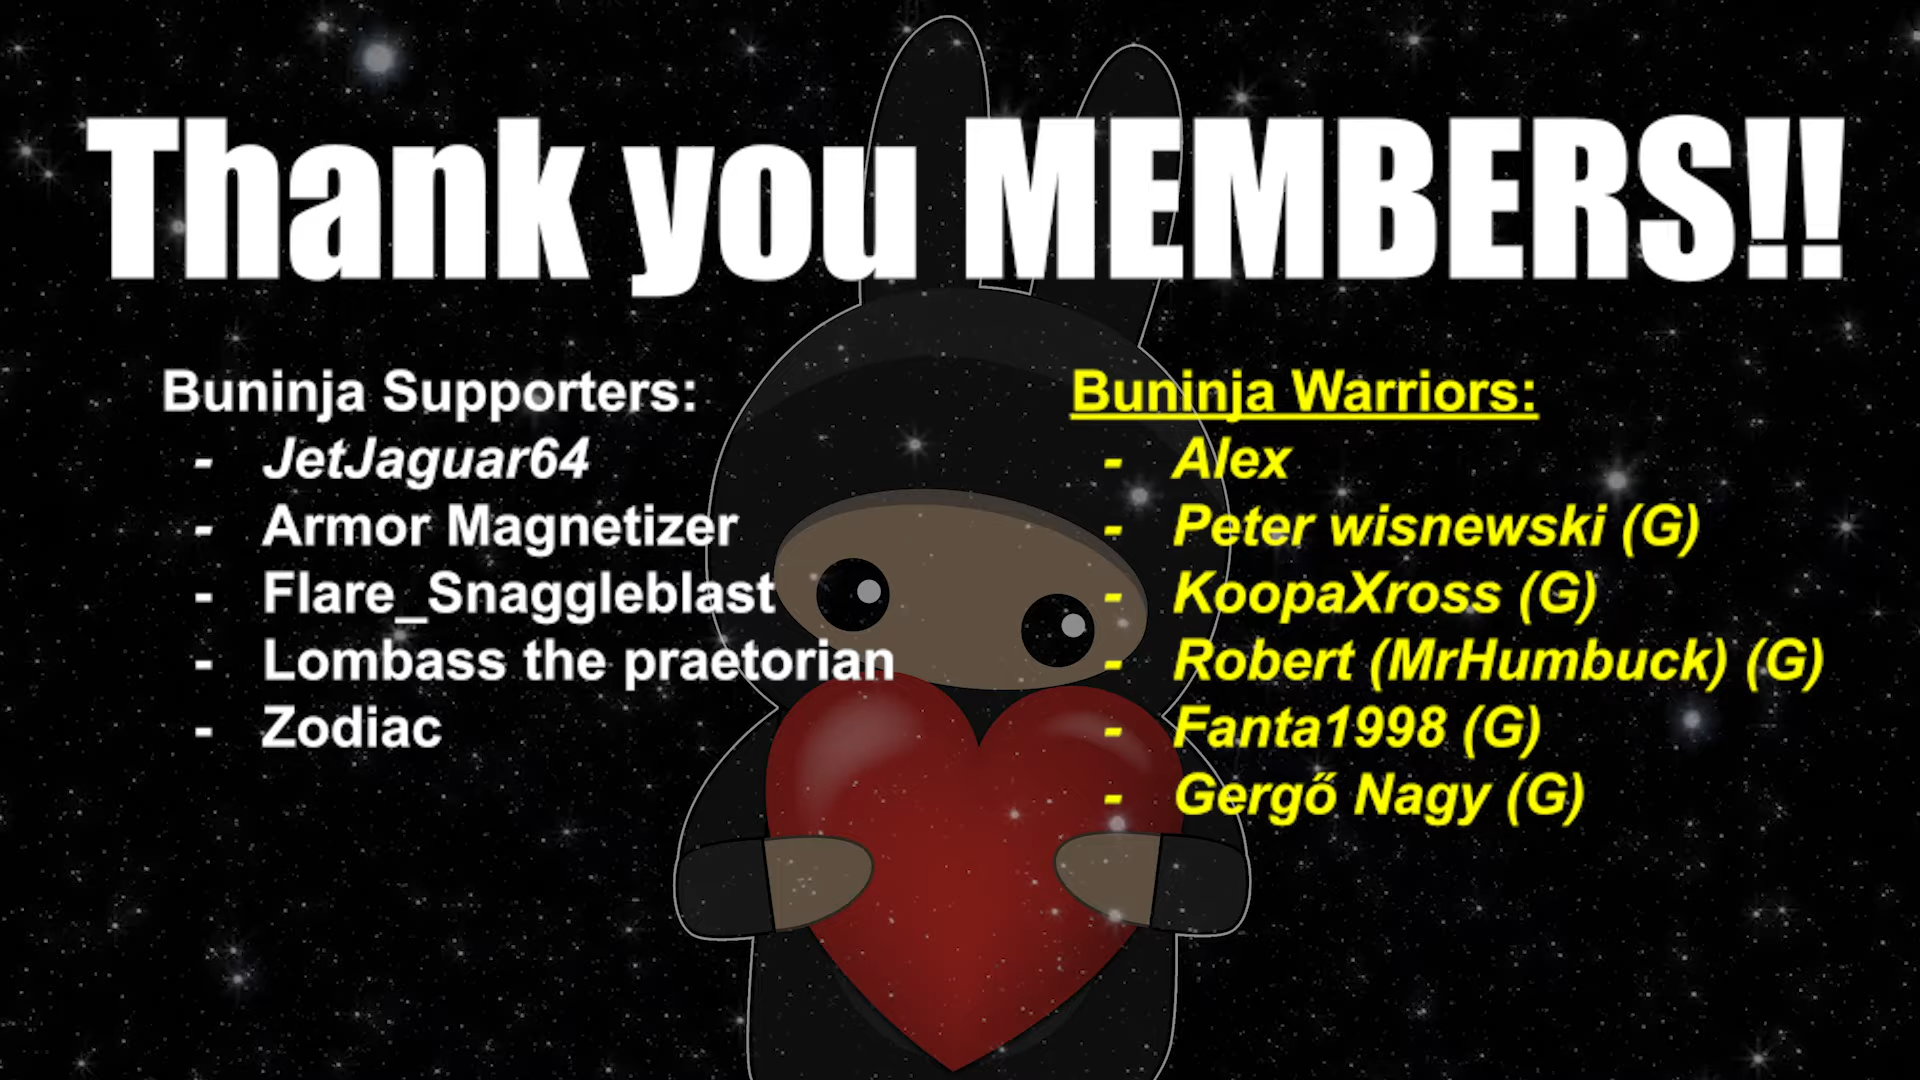 Thank you MEMBERS!!
Buninja Supporters:
- JetJaguar64
- Armor Magnetizer
- Flare_Snaggleblast
- Lombass the praetorian
- Zodiac
Buninja Warriors:
- Alex
- Peter wisnewski (G)
- KoopaXross (G)
- Robert (MrHumbuck) (G)
- Fanta1998 (G)
- Gergő Nagy (G)